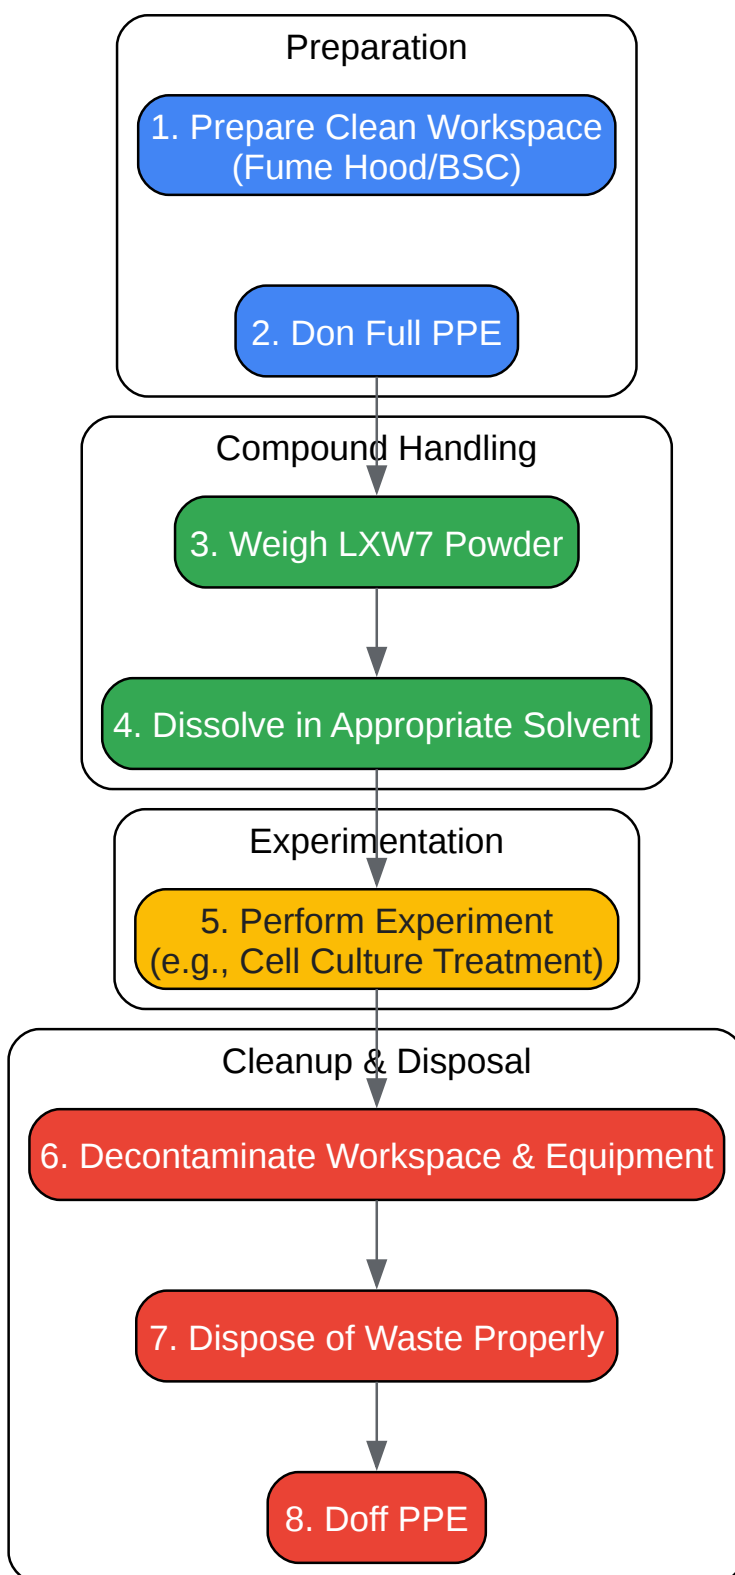 Preparation
1. Prepare Clean Workspace
(Fume Hood/BSC)
2. Don Full PPE
Compound Handling
3. Weigh LXW7 Powder
4. Dissolve in Appropriate Solvent
Experimentation
5. Perform Experiment
(e.g., Cell Culture Treatment)
Cleanup & Disposal
6. Decontaminate Workspace & Equipment
7. Dispose of Waste Properly
8. Doff PPE